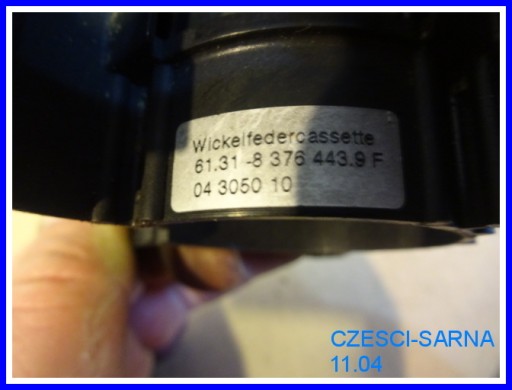 Wickelfedercassette
61.31 -8 376 443.9 F
04 3050 10
CZESCI-SARNA
11.04